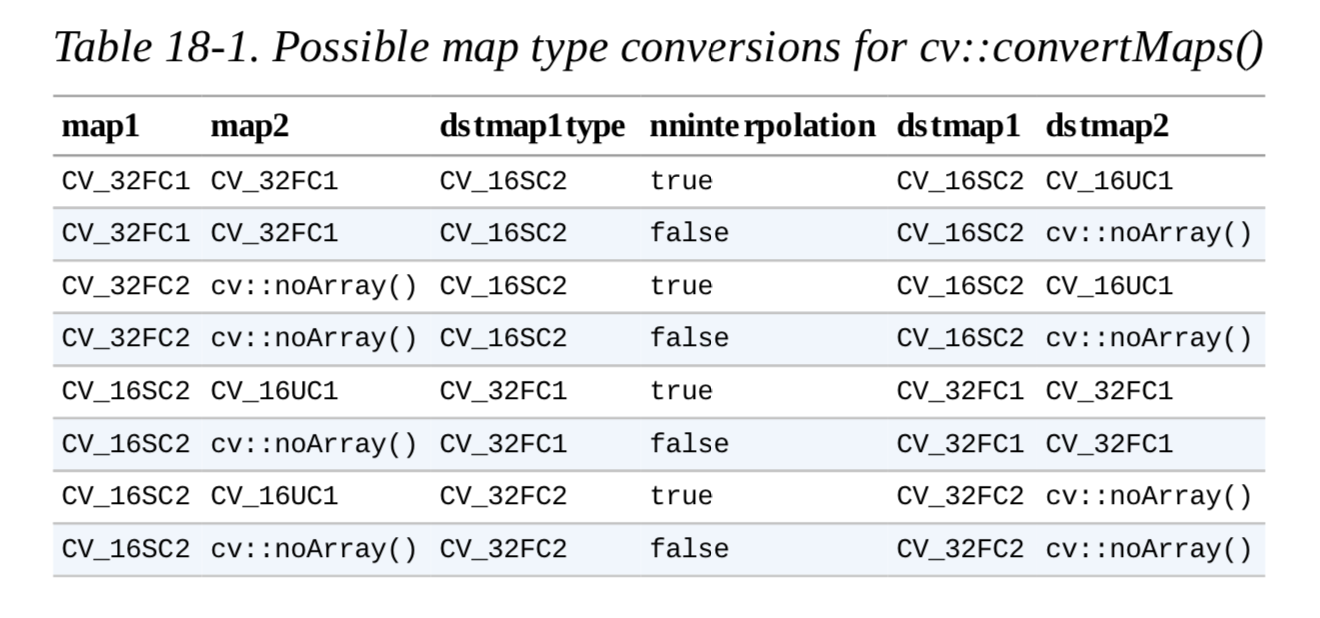 Table 18-1. Possible map type conversions for cv::convertMaps()
map1 map2 dstmap1type nninterpolation dstmap1 dstmap2
CV_32FC1 CV_32FC1 CV_16SC2 true CV_16SC2 CV_16UC1
CV_32FC1 CV_32FC1 CV_16SC2 false CV_16SC2 cv::noArray()
CV_32FC2 cv::noArray() CV_16SC2 true CV_16SC2 CV_16UC1
CV_32FC2 cv::noArray() CV_16SC2 false CV_16SC2 cv::noArray()
CV_16SC2 CV_16UC1 CV_32FC1 true CV_32FC1 CV_32FC1
CV_16SC2 cv::noArray() CV_32FC1 false CV_32FC1 CV_32FC1
CV_16SC2 CV_16UC1 CV_32FC2 true CV_32FC2 cv::noArray()
CV_16SC2 cv::noArray() CV_32FC2 false CV_32FC2 cv::noArray()